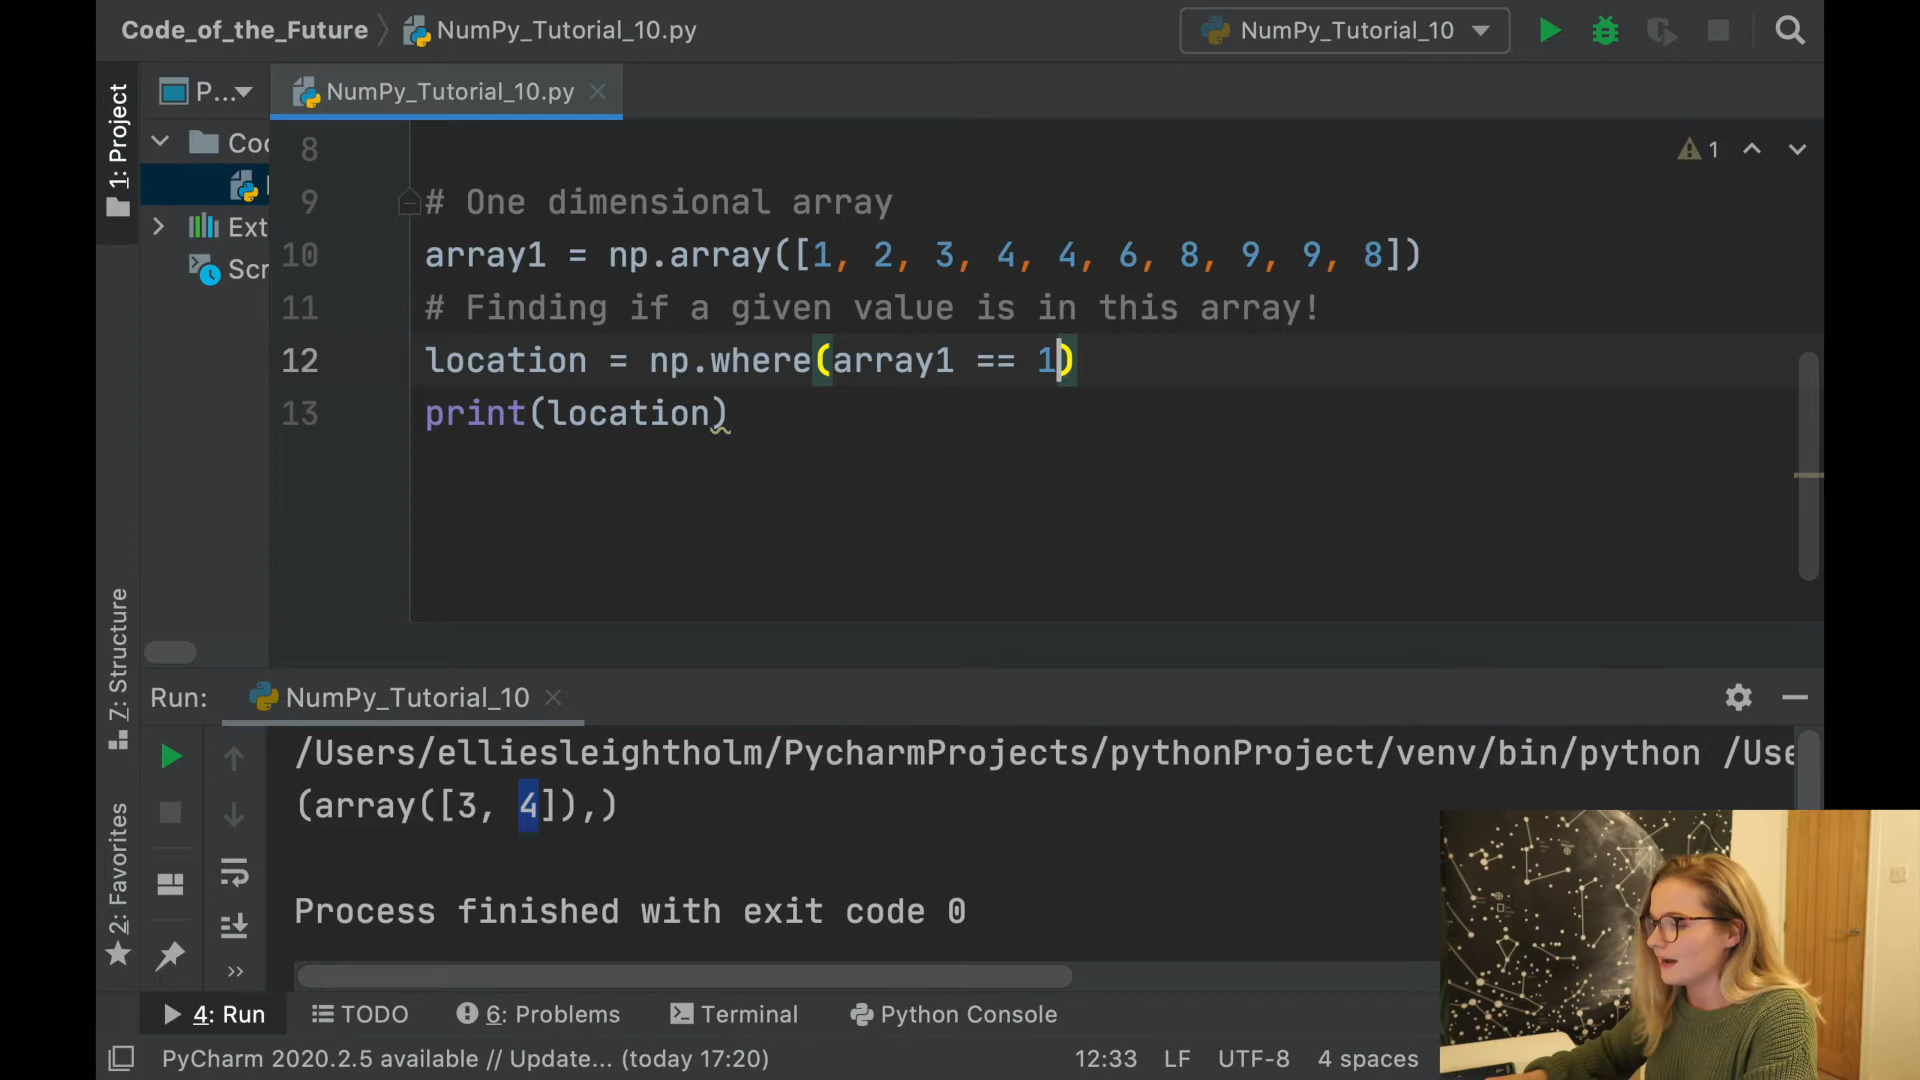 Code_of_the_Future NumPy_Tutorial_10.py NumPy_Tutorial_10
1: Project P... NumPy_Tutorial_10.py
8 1
Coc
9 # One dimensional array
Ext
10 array1 = np.array([1, 2, 3, 4, 4, 6, 8, 9, 9, 8])
Scr
11 # Finding if a given value is in this array!
12 location = np.where(array1 == 1)
13 print(location)
7: Structure
Run: NumPy_Tutorial_10
/Users/elliesleightholm/PycharmProjects/pythonProject/venv/bin/python /Use
(array([3, 4]),)
2: Favorites
Process finished with exit code 0
4: Run TODO 6: Problems Terminal Python Console
PyCharm 2020.2.5 available // Update... (today 17:20) 12:33 LF UTF-8 4 spaces